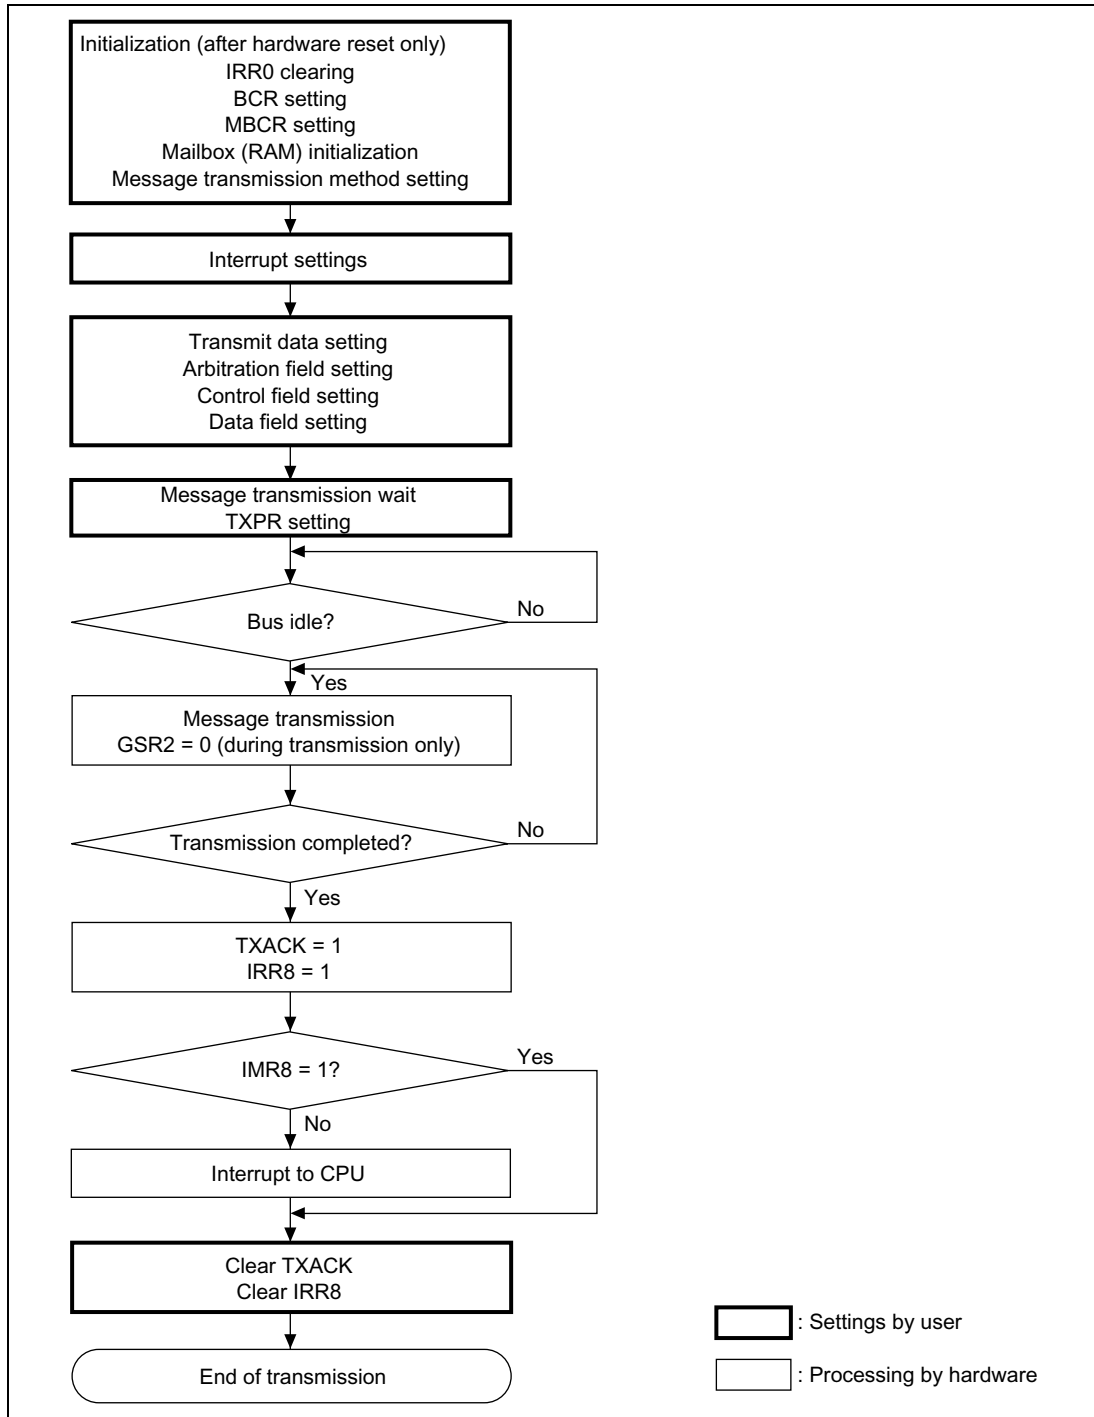 Initialization (after hardware reset only)
IRR0 clearing
BCR setting
MBCR setting
Mailbox (RAM) initialization
Message transmission method setting
Interrupt settings
Transmit data setting
Arbitration field setting
Control field setting
Data field setting
Message transmission wait
TXPR setting
Bus idle?
No
Yes
Message transmission
GSR2 = 0 (during transmission only)
Transmission completed?
No
Yes
TXACK = 1
IRR8 = 1
IMR8 = 1?
Yes
No
Interrupt to CPU
Clear TXACK
Clear IRR8
End of transmission
: Settings by user
: Processing by hardware